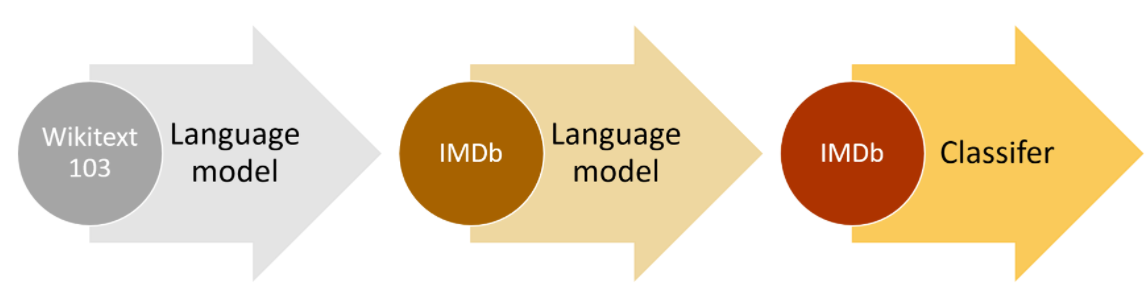 Wikitext
103
Language
model
IMDb
Language
model
IMDb
Classifer